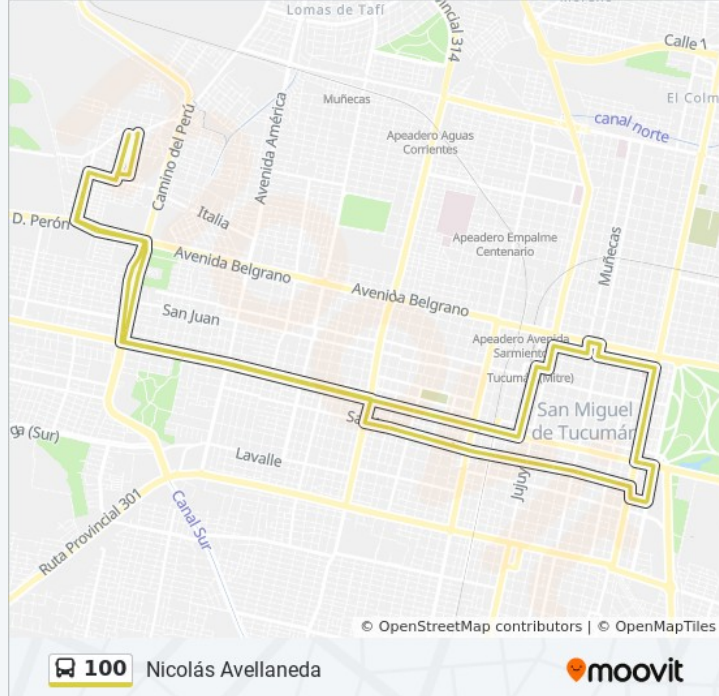 Lomas de Tafí
Provincial 314
Calle 1
Muñecas
El Colm
canal norte
Apeadero Aguas
Corrientes
Camino del Perú
Avenida América
Italia
D. Perón
Apeadero Empalme
Centenario
Muñecas
Avenida Belgrano
Avenida Belgrano
San Juan
Apeadero Avenida
Sarmiento
Tucumán (Mitre)
San Miguel
de Tucumán
Sa
a (Sur)
Lavalle
Jujuy
Ruta Provincial 301
Canal Sur
© OpenStreetMap contributors | © OpenMapTiles
100 Nicolás Avellaneda
moovit